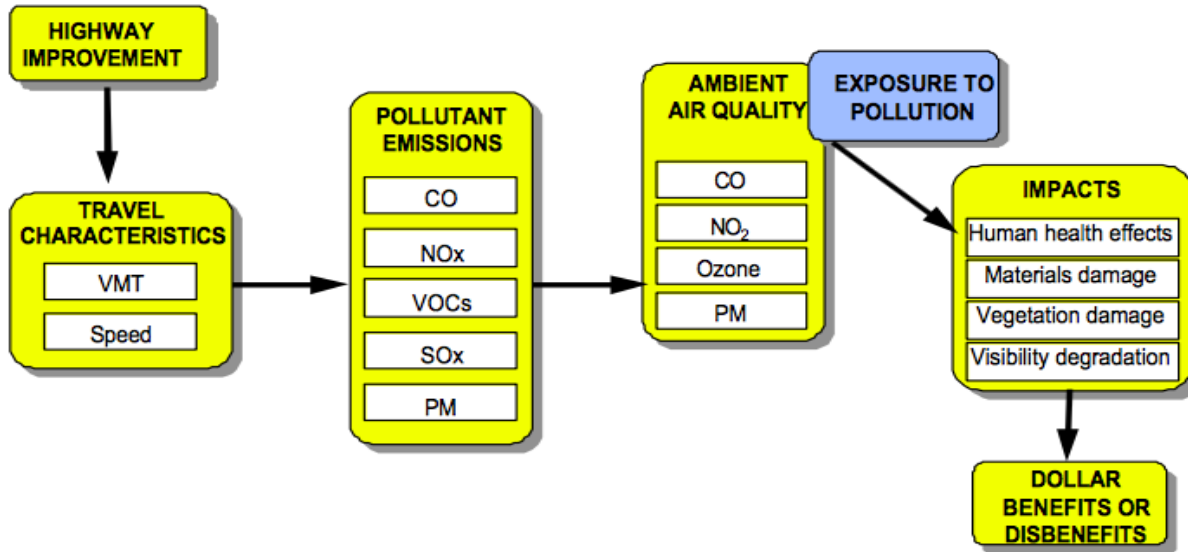 HIGHWAY
IMPROVEMENT
TRAVEL
CHARACTERISTICS
VMT
Speed
POLLUTANT
EMISSIONS
CO
NOx
VOCs
SOx
PM
AMBIENT
AIR QUALITY
CO
NO₂
Ozone
PM
EXPOSURE TO
POLLUTION
IMPACTS
Human health effects
Materials damage
Vegetation damage
Visibility degradation
DOLLAR
BENEFITS OR
DISBENEFITS